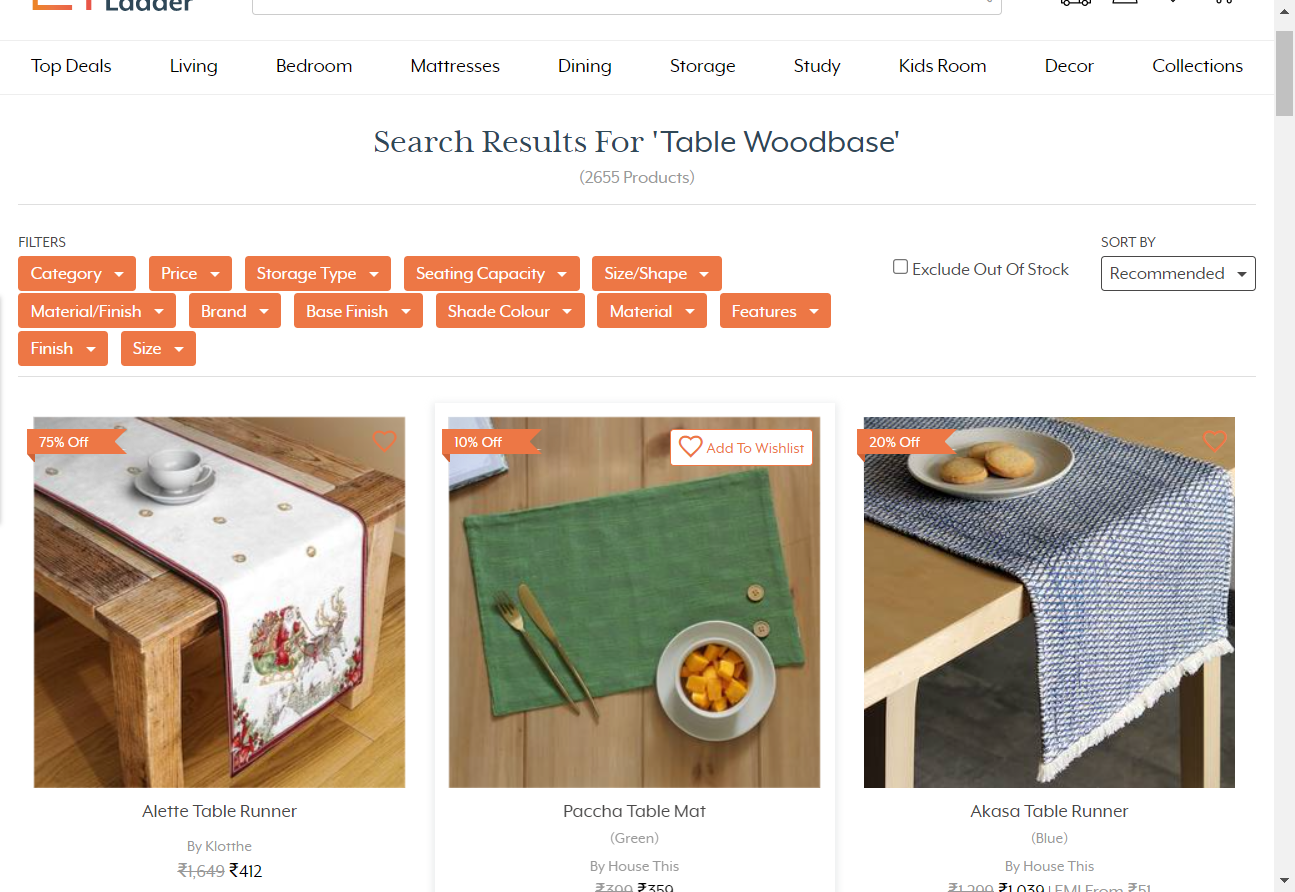 Ladder
Top Deals Living Bedroom Mattresses Dining Storage Study Kids Room Decor Collections
Search Results For 'Table Woodbase'
(2655 Products)
FILTERS
SORT BY
Category Price Storage Type Seating Capacity Size/Shape
Exclude Out Of Stock
Recommended
Material/Finish Brand Base Finish Shade Colour Material Features
Finish Size
75% Off
10% Off
Add To Wishlist
20% Off
Alette Table Runner
By Klotthe
₹1,649 ₹412
Paccha Table Mat
(Green)
By House This
₹399 ₹359
Akasa Table Runner
(Blue)
By House This
₹1,299 ₹1,039 | EMI From ₹51